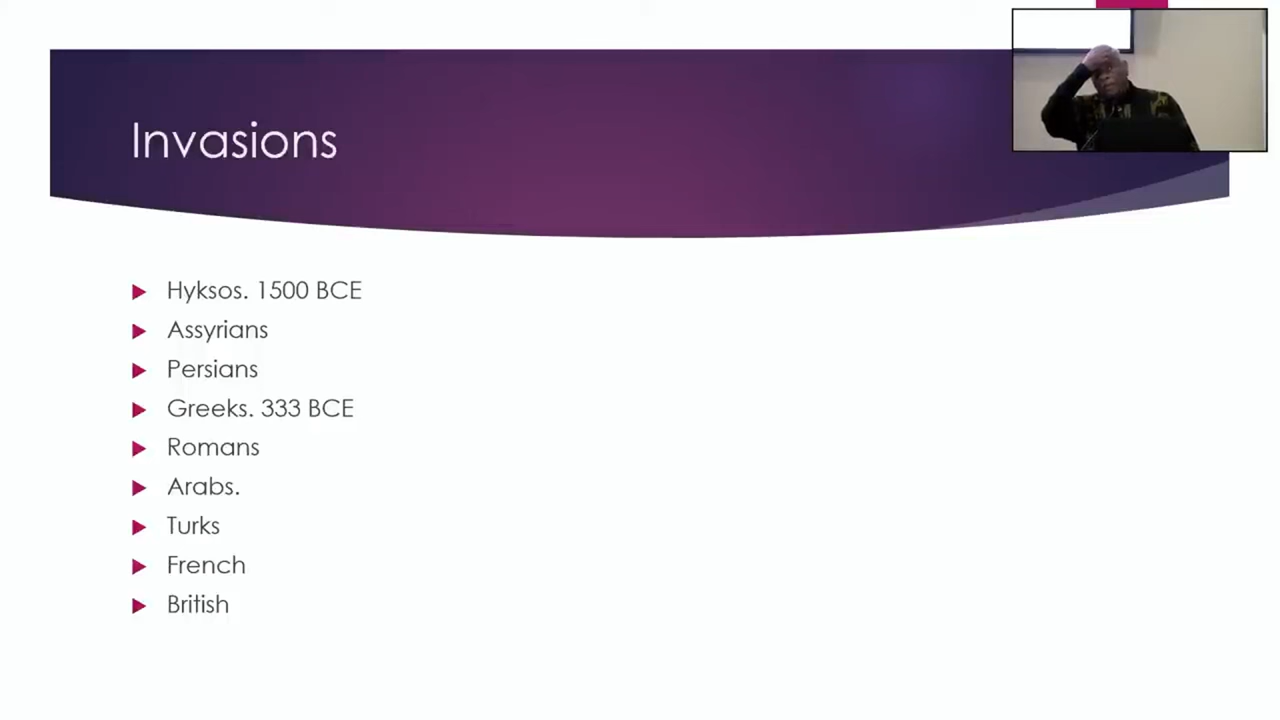 Invasions
Hyksos. 1500 BCE
Assyrians
Persians
Greeks. 333 BCE
Romans
Arabs.
Turks
French
British